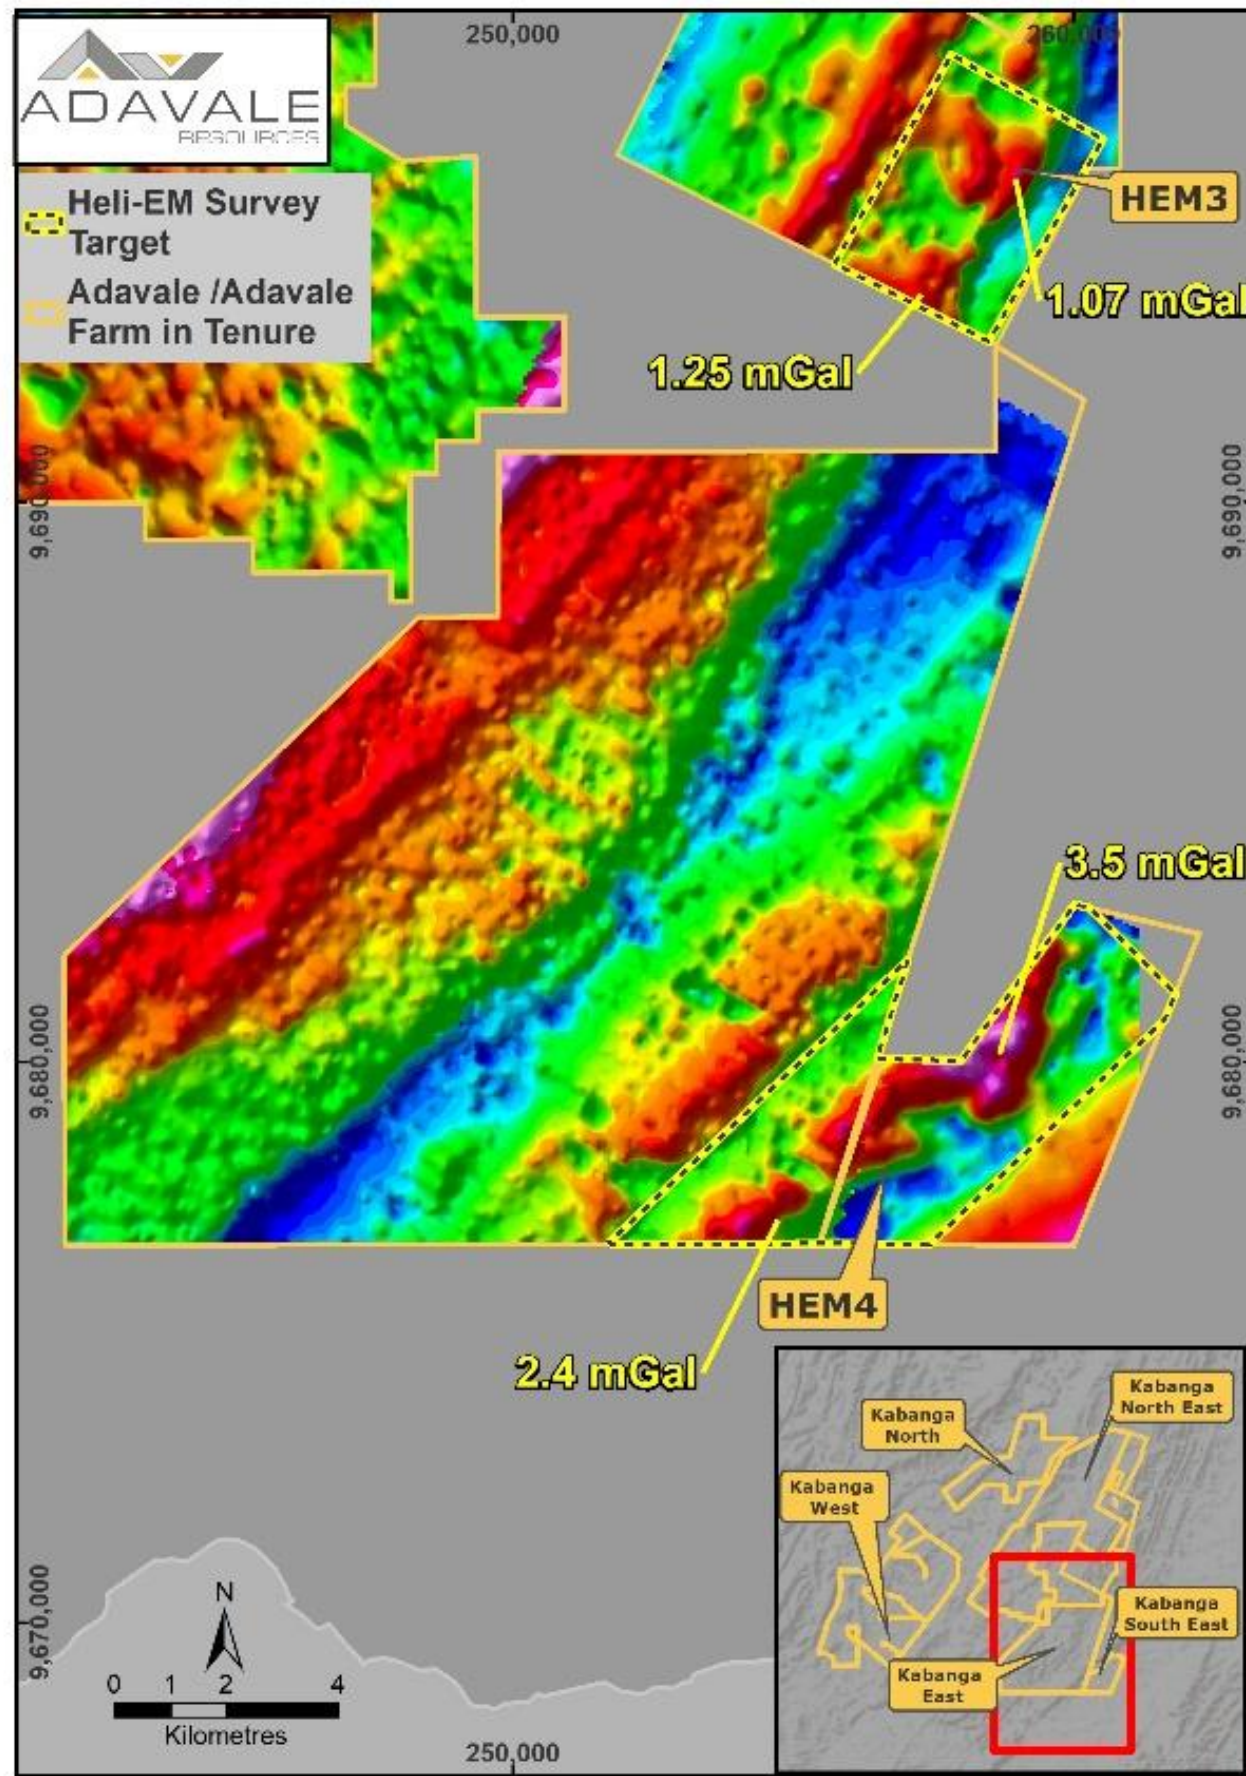 250,000
260,000
ADAVALE
RESOURCES
Heli-EM Survey
Target
Adavale /Adavale
Farm in Tenure
HEM3
1.07 mGal
1.25 mGal
9,690,000
9,690,000
3.5 mGal
9,680,000
9,680,000
HEM4
2.4 mGal
Kabanga
North East
Kabanga
North
Kabanga
West
Kabanga
South East
Kabanga
East
9,670,000
N
0 1 2 4
Kilometres
250,000